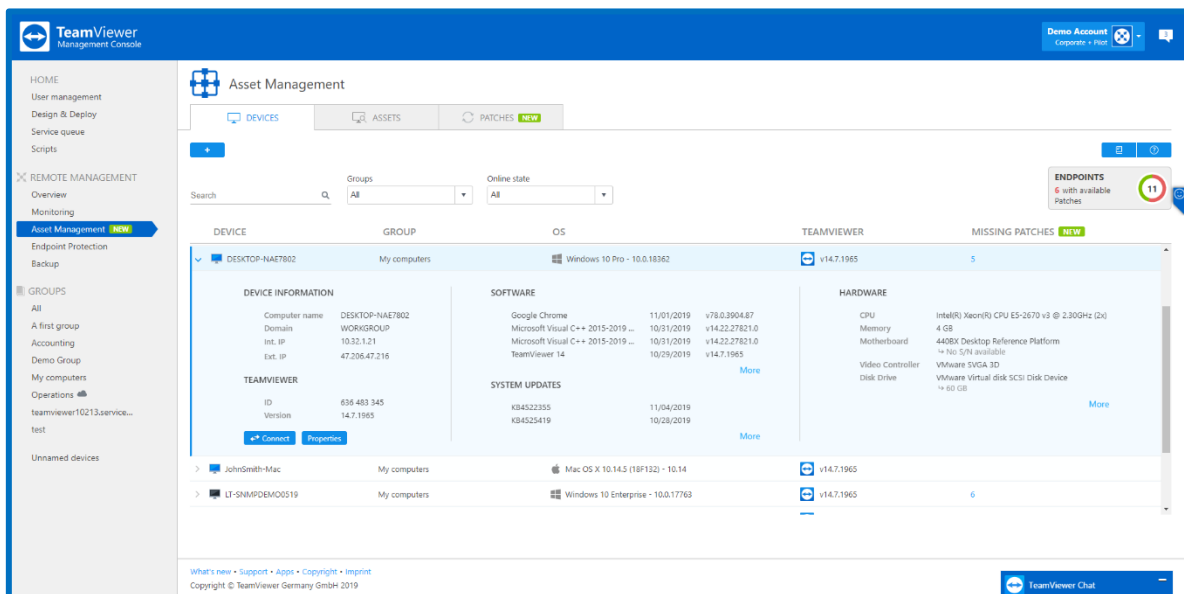 TeamViewer
Management Console
Demo Account
Corporate + Pilot
3
HOME
User management
Design & Deploy
Service queue
Scripts
REMOTE MANAGEMENT
Overview
Monitoring
Asset Management NEW
Endpoint Protection
Backup
GROUPS
All
A first group
Accounting
Demo Group
My computers
Operations
teamviewer10213.service...
test
Unnamed devices
Asset Management
DEVICES ASSETS PATCHES NEW
+
Search
Groups
All
Online state
All
ENDPOINTS
6 with available
Patches
11
DEVICE GROUP OS TEAMVIEWER MISSING PATCHES NEW
DESKTOP-NAE7802 My computers Windows 10 Pro - 10.0.18362 v14.7.1965 5
DEVICE INFORMATION
Computer name DESKTOP-NAE7802
Domain WORKGROUP
Int. IP 10.32.1.21
Ext. IP 47.206.47.216
TEAMVIEWER
ID 636 483 345
Version 14.7.1965
Connect Properties
SOFTWARE
Google Chrome 11/01/2019 v78.0.3904.87
Microsoft Visual C++ 2015-2019 ... 10/31/2019 v14.22.27821.0
Microsoft Visual C++ 2015-2019 ... 10/31/2019 v14.22.27821.0
TeamViewer 14 10/29/2019 v14.7.1965
More
SYSTEM UPDATES
KB4522355 11/04/2019
KB4525419 10/28/2019
More
HARDWARE
CPU Intel(R) Xeon(R) CPU E5-2670 v3 @ 2.30GHz (2x)
Memory 4 GB
Motherboard 440BX Desktop Reference Platform
↳ No S/N available
Video Controller VMware SVGA 3D
Disk Drive VMware Virtual disk SCSI Disk Device
↳ 60 GB
More
JohnSmith-Mac My computers Mac OS X 10.14.5 (18F132) - 10.14 v14.7.1965
LT-SNMPDEMO0519 My computers Windows 10 Enterprise - 10.0.17763 v14.7.1965 6
What's new • Support • Apps • Copyright • Imprint
Copyright © TeamViewer Germany GmbH 2019
TeamViewer Chat